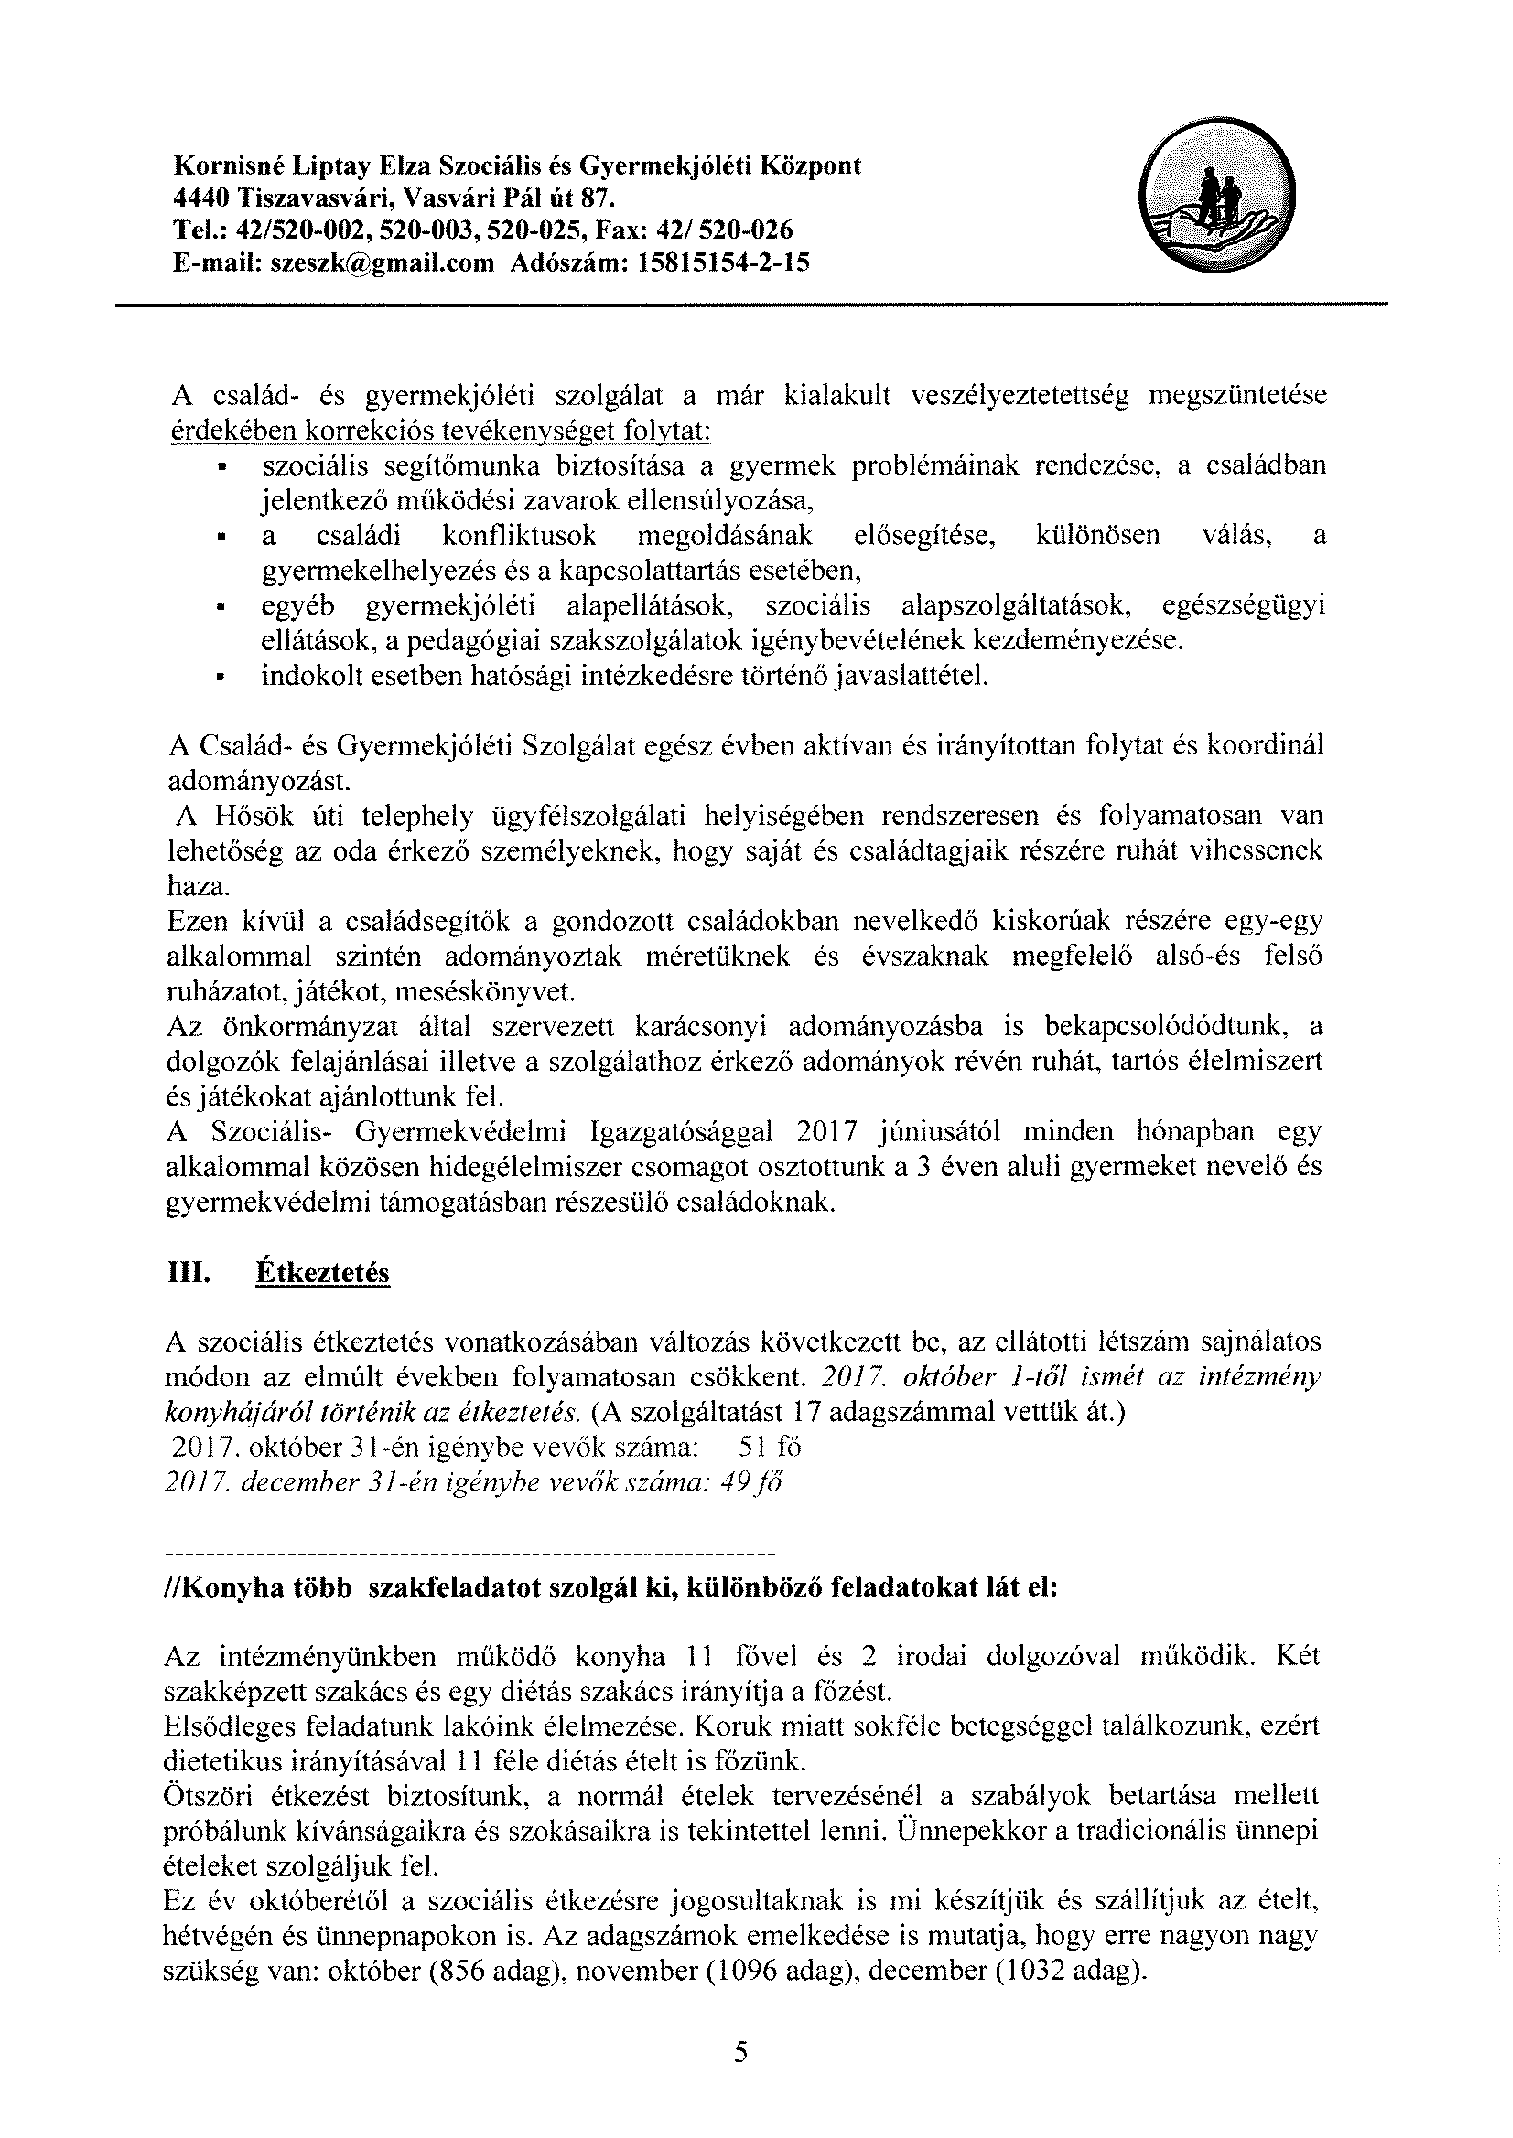 Kornisné Liptay Elza Szociális és Gyermekjóléti Központ
4440 Tiszavasvári, Vasvári Pál út 87.
Tel.: 42/520-002, 520-003, 520-025, Fax: 42/ 520-026
E-mail: szeszk@gmail.com Adószám: 15815154-2-15
A család- és gyermekjóléti szolgálat a már kialakult veszélyeztetettség megszüntetése
érdekében korrekciós tevékenységet folytat:
▪ szociális segítőmunka biztosítása a gyermek problémáinak rendezése, a családban
jelentkező működési zavarok ellensúlyozása,
▪ a családi konfliktusok megoldásának elősegítése, különösen válás, a
gyermekelhelyezés és a kapcsolattartás esetében,
▪ egyéb gyermekjóléti alapellátások, szociális alapszolgáltatások, egészségügyi
ellátások, a pedagógiai szakszolgálatok igénybevételének kezdeményezése.
▪ indokolt esetben hatósági intézkedésre történő javaslattétel.
A Család- és Gyermekjóléti Szolgálat egész évben aktívan és irányítottan folytat és koordinál
adományozást.
A Hősök úti telephely ügyfélszolgálati helyiségében rendszeresen és folyamatosan van
lehetőség az oda érkező személyeknek, hogy saját és családtagjaik részére ruhát vihessenek
haza.
Ezen kívül a családsegítők a gondozott családokban nevelkedő kiskorúak részére egy-egy
alkalommal szintén adományoztak méretüknek és évszaknak megfelelő alsó-és felső
ruházatot, játékot, meséskönyvet.
Az önkormányzat által szervezett karácsonyi adományozásba is bekapcsolódódtunk, a
dolgozók felajánlásai illetve a szolgálathoz érkező adományok révén ruhát, tartós élelmiszert
és játékokat ajánlottunk fel.
A Szociális- Gyermekvédelmi Igazgatósággal 2017 júniusától minden hónapban egy
alkalommal közösen hidegélelmiszer csomagot osztottunk a 3 éven aluli gyermeket nevelő és
gyermekvédelmi támogatásban részesülő családoknak.
III. Étkeztetés
A szociális étkeztetés vonatkozásában változás következett be, az ellátotti létszám sajnálatos
módon az elmúlt években folyamatosan csökkent. 2017. október 1-től ismét az intézmény
konyhájáról történik az étkeztetés. (A szolgáltatást 17 adagszámmal vettük át.)
2017. október 31-én igénybe vevők száma: 51 fő
2017. december 31-én igénybe vevők száma: 49 fő
------------------------------------------------------------
//Konyha több szakfeladatot szolgál ki, különböző feladatokat lát el:
Az intézményünkben működő konyha 11 fővel és 2 irodai dolgozóval működik. Két
szakképzett szakács és egy diétás szakács irányítja a főzést.
Elsődleges feladatunk lakóink élelmezése. Koruk miatt sokféle betegséggel találkozunk, ezért
dietetikus irányításával 11 féle diétás ételt is főzünk.
Ötszöri étkezést biztosítunk, a normál ételek tervezésénél a szabályok betartása mellett
próbálunk kívánságaikra és szokásaikra is tekintettel lenni. Ünnepekkor a tradicionális ünnepi
ételeket szolgáljuk fel.
Ez év októberétől a szociális étkezésre jogosultaknak is mi készítjük és szállítjuk az ételt,
hétvégén és ünnepnapokon is. Az adagszámok emelkedése is mutatja, hogy erre nagyon nagy
szükség van: október (856 adag), november (1096 adag), december (1032 adag).
5